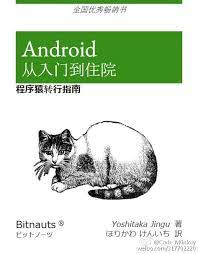 全国优秀畅销书
Android
从入门到住院
程序猿转行指南
Bitnauts ®
ビットノーツ
Yoshitaka Jingu 著
ほりかわ けんいち 訳
@Code_M0nkey